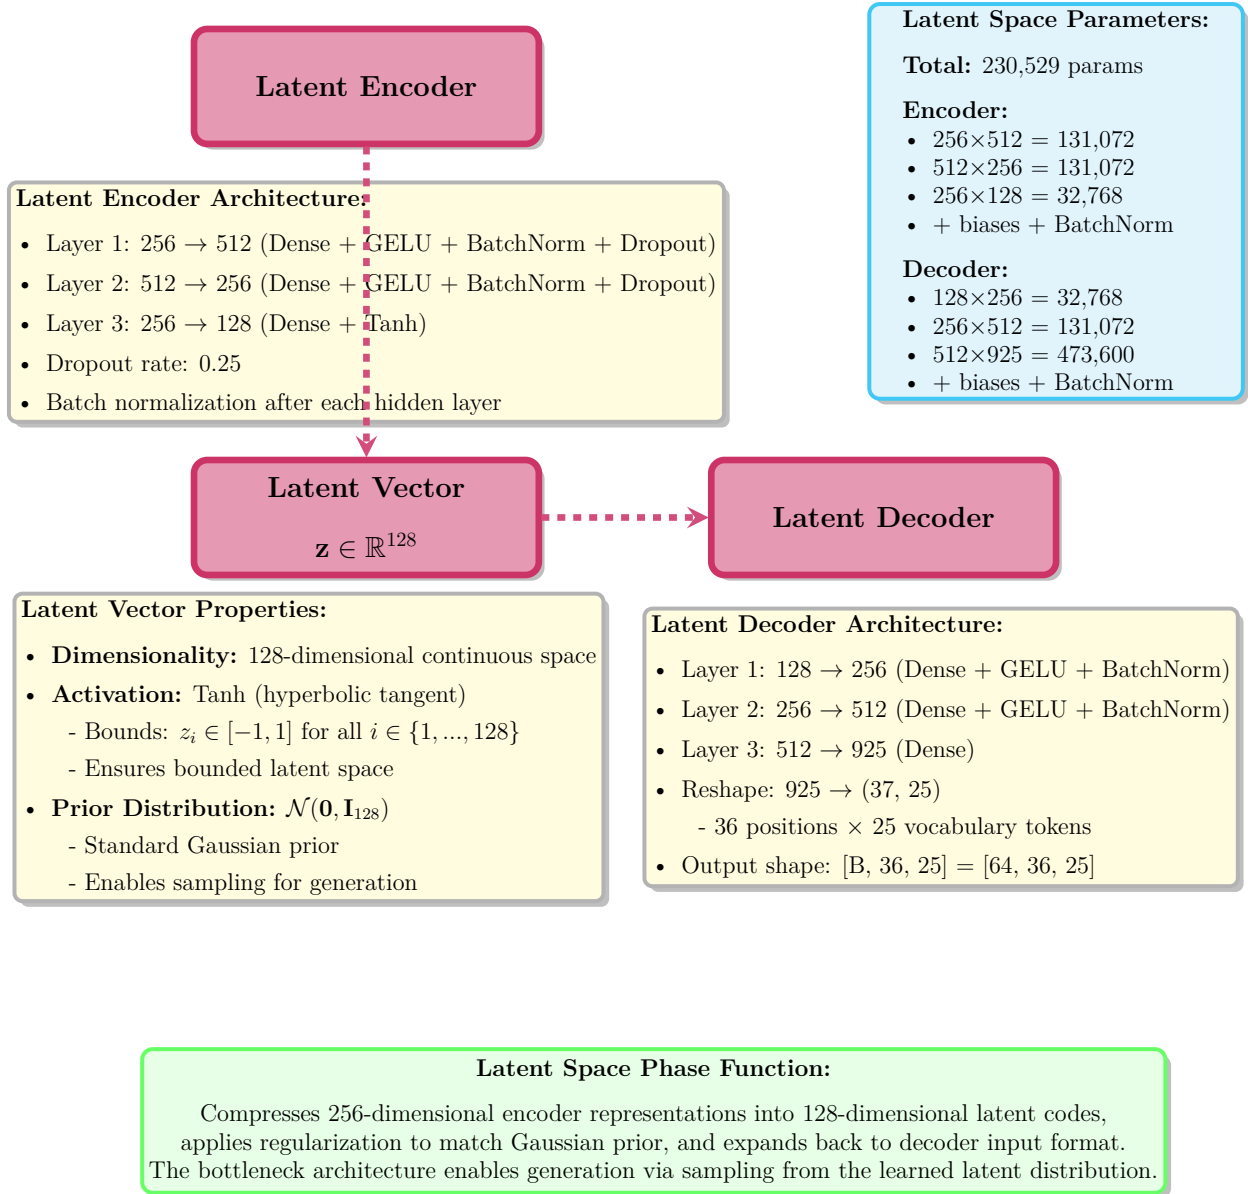 Latent Encoder
Latent Space Parameters:
Total: 230,529 params
Encoder:
• 256×512 = 131,072
• 512×256 = 131,072
• 256×128 = 32,768
• + biases + BatchNorm
Decoder:
• 128×256 = 32,768
• 256×512 = 131,072
• 512×925 = 473,600
• + biases + BatchNorm
Latent Encoder Architecture:
• Layer 1: 256 → 512 (Dense + GELU + BatchNorm + Dropout)
• Layer 2: 512 → 256 (Dense + GELU + BatchNorm + Dropout)
• Layer 3: 256 → 128 (Dense + Tanh)
• Dropout rate: 0.25
• Batch normalization after each hidden layer
Latent Vector
z ∈ ℝ^128
Latent Decoder
Latent Vector Properties:
• Dimensionality: 128-dimensional continuous space
• Activation: Tanh (hyperbolic tangent)
- Bounds: z_i ∈ [−1, 1] for all i ∈ {1, ..., 128}
- Ensures bounded latent space
• Prior Distribution: 𝒩(0, I_128)
- Standard Gaussian prior
- Enables sampling for generation
Latent Decoder Architecture:
• Layer 1: 128 → 256 (Dense + GELU + BatchNorm)
• Layer 2: 256 → 512 (Dense + GELU + BatchNorm)
• Layer 3: 512 → 925 (Dense)
• Reshape: 925 → (37, 25)
- 36 positions × 25 vocabulary tokens
• Output shape: [B, 36, 25] = [64, 36, 25]
Latent Space Phase Function:
Compresses 256-dimensional encoder representations into 128-dimensional latent codes,
applies regularization to match Gaussian prior, and expands back to decoder input format.
The bottleneck architecture enables generation via sampling from the learned latent distribution.